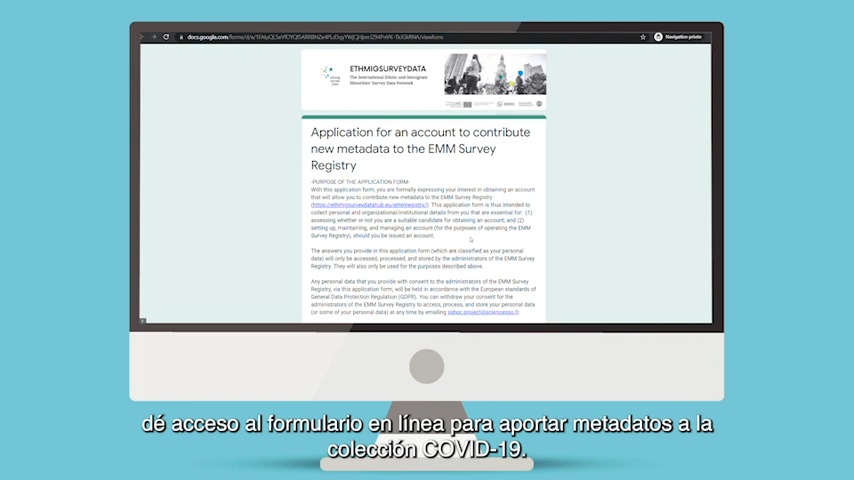 Navigation privée
ETHMIGSURVEYDATA
The International Ethnic and Immigrant
Minorities Survey Data Network
Application for an account to contribute
new metadata to the EMM Survey
Registry
-PURPOSE OF THE APPLICATION FORM-
With this application form, you are formally expressing your interest in obtaining an account
that will allow you to contribute new metadata to the EMM Survey Registry
(https://ethmigsurveydatahub.eu/emmregistry/). This application form is thus intended to
collect personal and organizational/institutional details from you that are essential for (1)
assessing whether or not you are a suitable candidate for obtaining an account; and (2)
setting up, maintaining, and managing an account (for the purposes of operating the EMM
Survey Registry), should you be issued an account.
The answers you provide in this application form (which are classified as your personal
data) will only be accessed, processed, and stored by the administrators of the EMM Survey
Registry. They will also only be used for the purposes described above.
Any personal data that you provide with consent to the administrators of the EMM Survey
Registry, via this application form, will be held in accordance with the European standards of
General Data Protection Regulation (GDPR). You can withdraw your consent for the
administrators of the EMM Survey Registry to access, process, and store your personal data
(or some of your personal data) at any time by emailing sshoc.project@sciencespo.fr
dé acceso al formulario en línea para aportar metadatos a la
colección COVID-19.